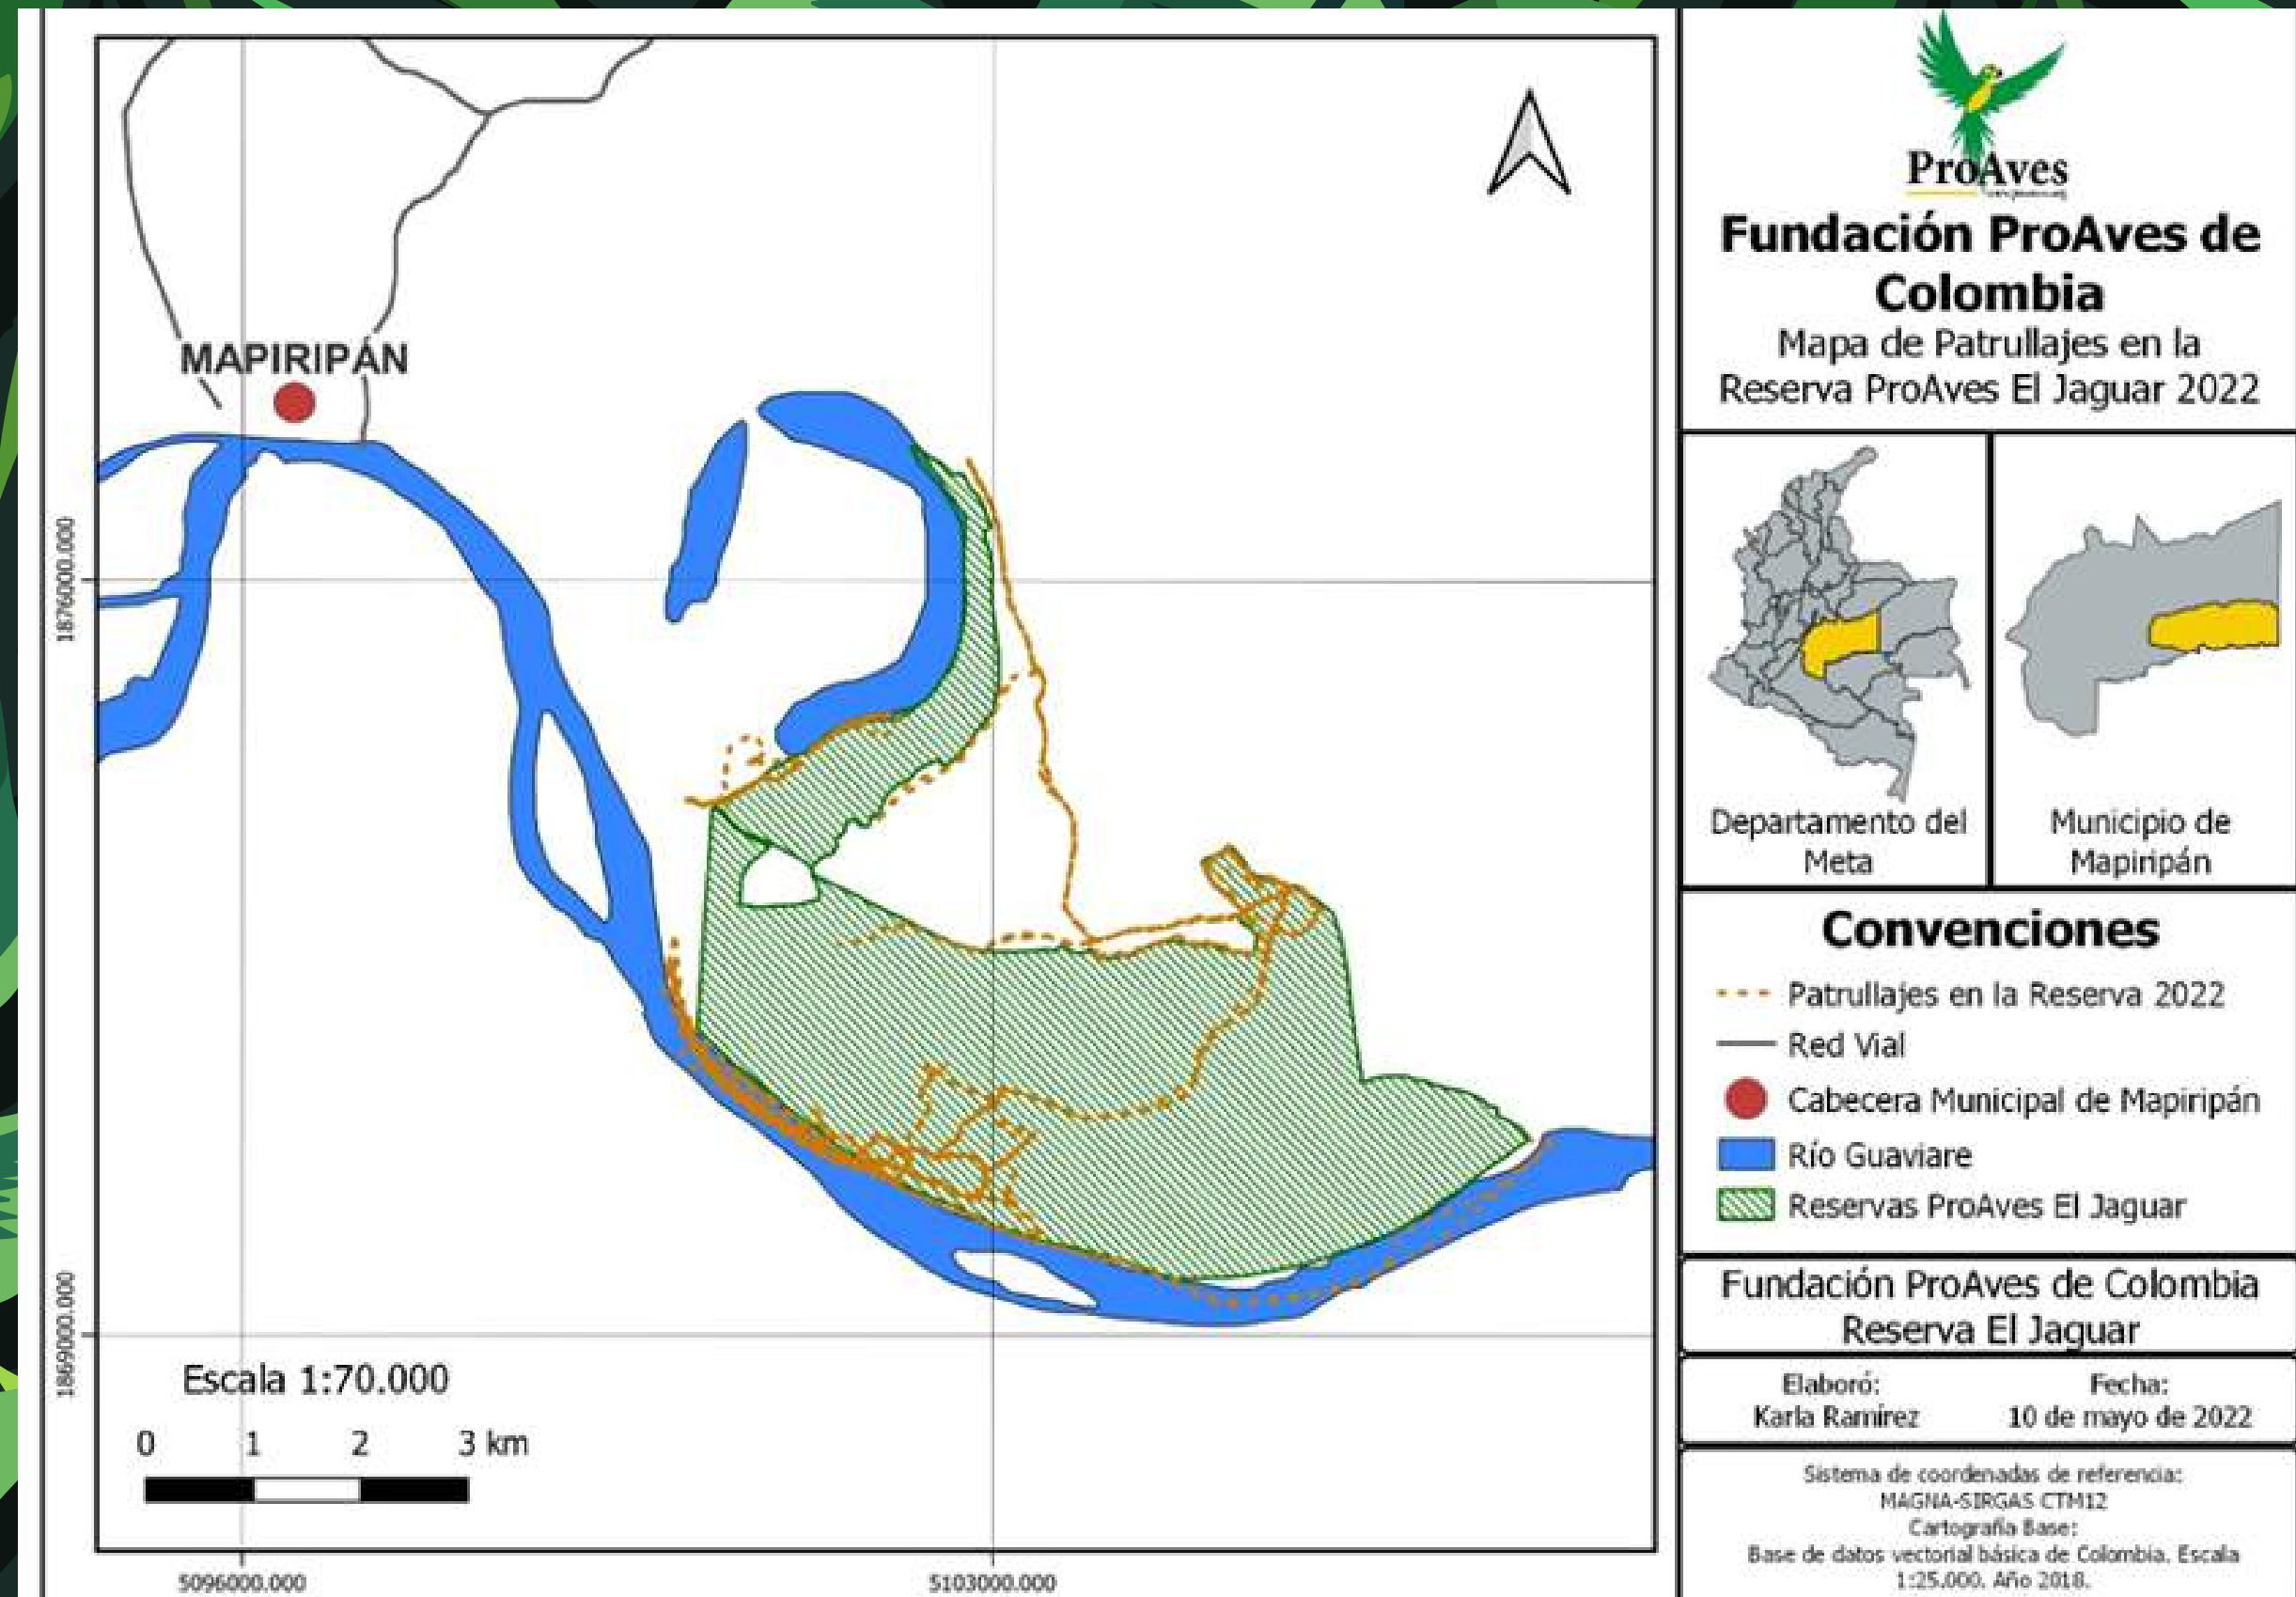 MAPIRIPÁN
1876000.000
1869000.000
Escala 1:70.000
0 1 2 3 km
5096000.000 5103000.000
ProAves
Fundación ProAves de
Colombia
Mapa de Patrullajes en la
Reserva ProAves El Jaguar 2022
Departamento del
Meta
Municipio de
Mapiripán
Convenciones
Patrullajes en la Reserva 2022
Red Vial
Cabecera Municipal de Mapiripán
Río Guaviare
Reservas ProAves El Jaguar
Fundación ProAves de Colombia
Reserva El Jaguar
Elaboró:
Karla Ramírez
Fecha:
10 de mayo de 2022
Sistema de coordenadas de referencia:
MAGNA-SIRGAS CTM12
Cartografía Base:
Base de datos vectorial básica de Colombia. Escala
1:25.000. Año 2018.